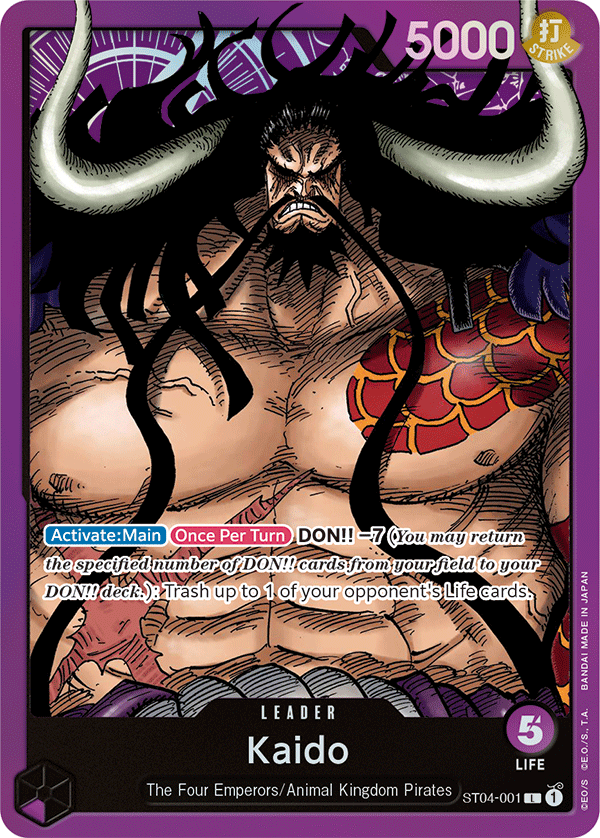 5000
打
STRIKE
Activate:Main Once Per Turn DON!! −7 (You may return
the specified number of DON!! cards from your field to your
DON!! deck.): Trash up to 1 of your opponent's Life cards.
LEADER
Kaido
5
LIFE
The Four Emperors/Animal Kingdom Pirates
ST04-001 L 1
©EO/S ©E.O./S., T.A. BANDAI MADE IN JAPAN